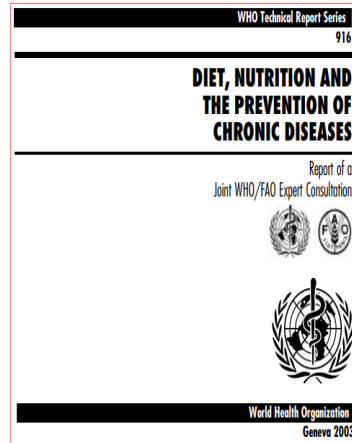 WHO Technical Report Series
916
DIET, NUTRITION AND
THE PREVENTION OF
CHRONIC DISEASES
Report of a
Joint WHO/FAO Expert Consultation
F A O
World Health Organization
Geneva 2003